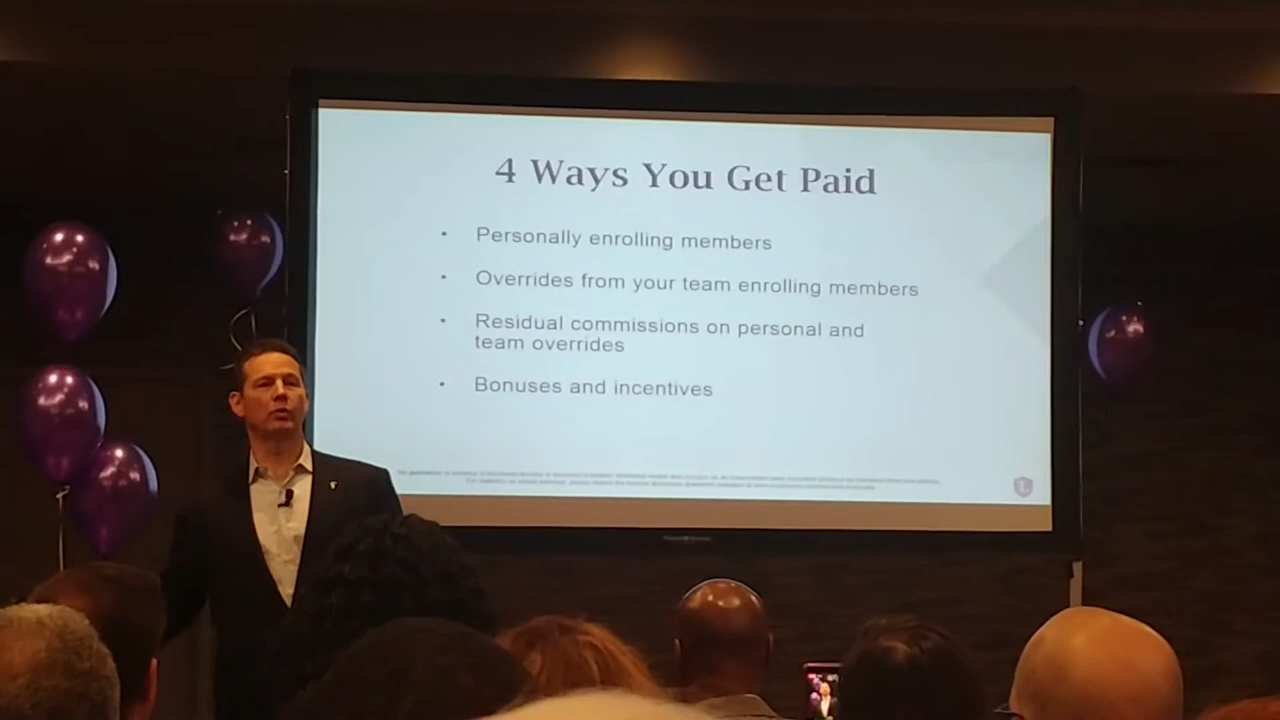 4 Ways You Get Paid
• Personally enrolling members
• Overrides from your team enrolling members
• Residual commissions on personal and
team overrides
• Bonuses and incentives